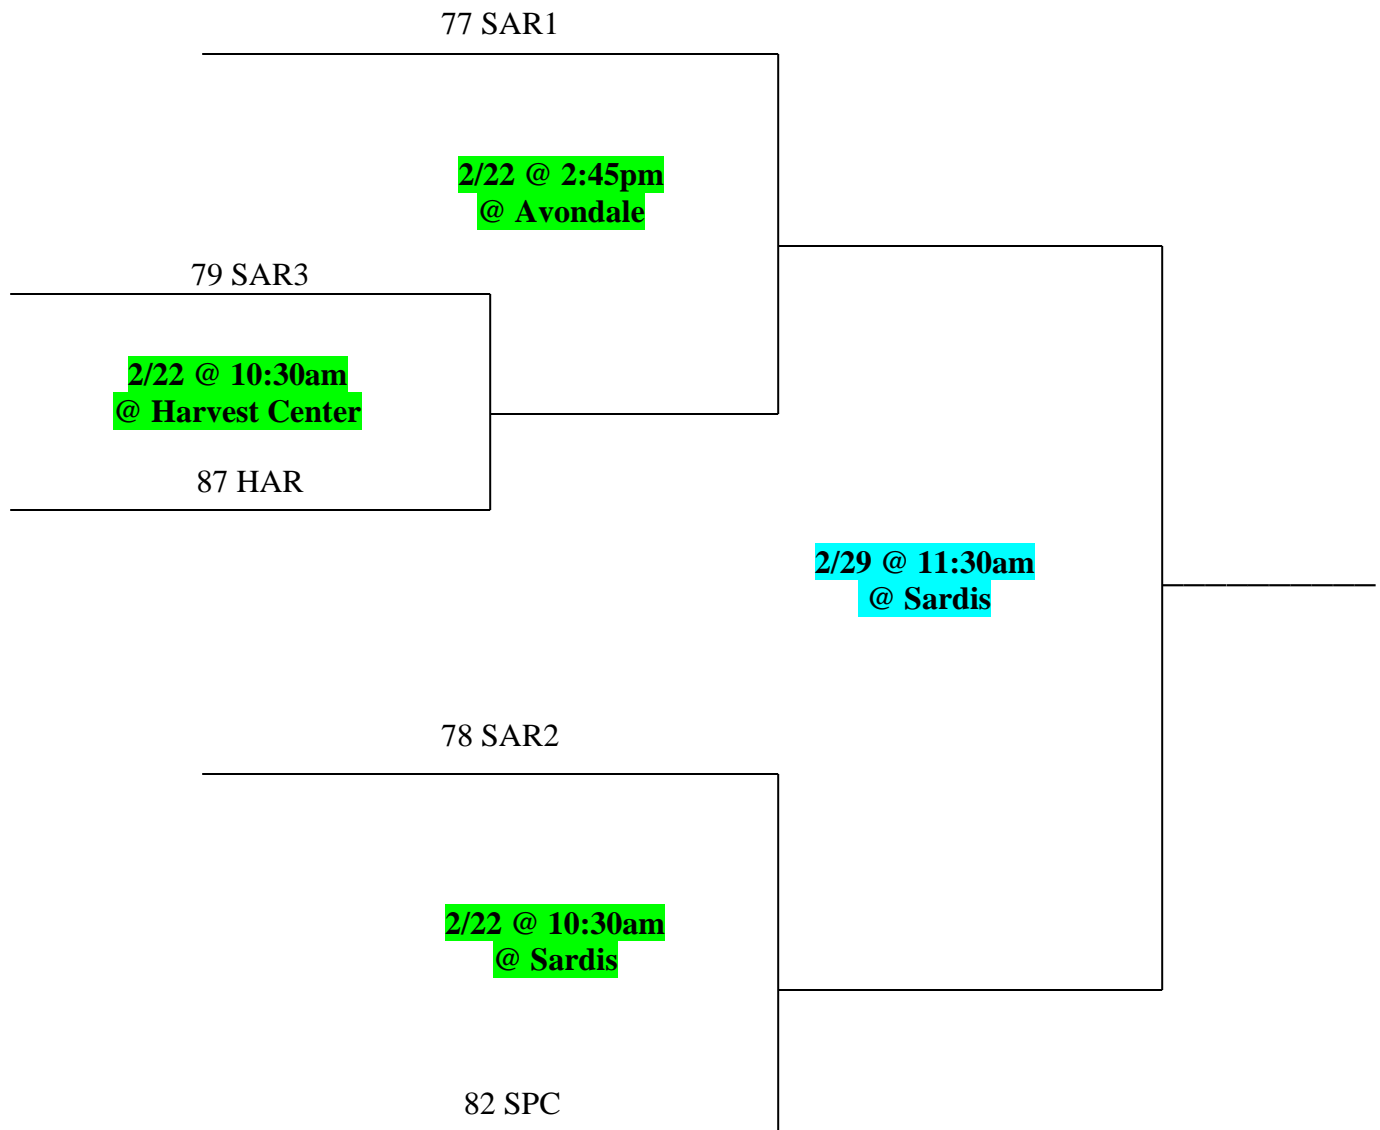 77 SAR1
2/22 @ 2:45pm
@ Avondale
79 SAR3
2/22 @ 10:30am
@ Harvest Center
87 HAR
2/29 @ 11:30am
@ Sardis
78 SAR2
2/22 @ 10:30am
@ Sardis
82 SPC